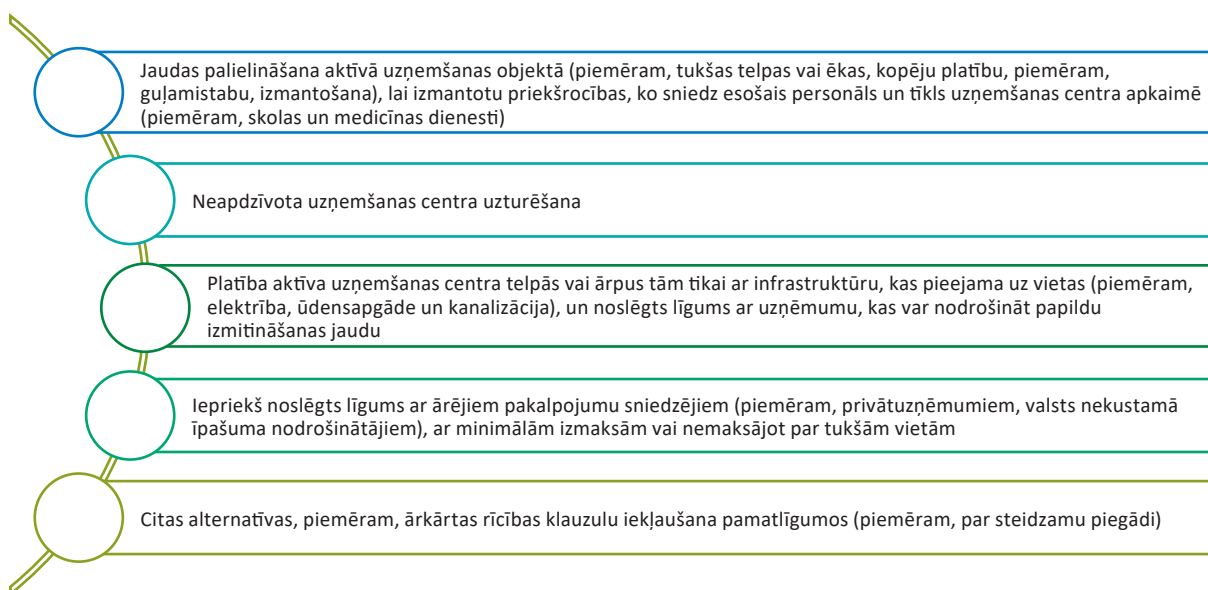 Jaudas palielināšana aktīvā uzņemšanas objektā (piemēram, tukšas telpas vai ēkas, kopēju platību, piemēram,
guļamistabu, izmantošana), lai izmantotu priekšrocības, ko sniedz esošais personāls un tīkls uzņemšanas centra apkaimē
(piemēram, skolas un medicīnas dienesti)
Neapdzīvota uzņemšanas centra uzturēšana
Platība aktīva uzņemšanas centra telpās vai ārpus tām tikai ar infrastruktūru, kas pieejama uz vietas (piemēram,
elektrība, ūdensapgāde un kanalizācija), un noslēgts līgums ar uzņēmumu, kas var nodrošināt papildu
izmitināšanas jaudu
Iepriekš noslēgts līgums ar ārējiem pakalpojumu sniedzējiem (piemēram, privātuzņēmumiem, valsts nekustamā
īpašuma nodrošinātājiem), ar minimālām izmaksām vai nemaksājot par tukšām vietām
Citas alternatīvas, piemēram, ārkārtas rīcības klauzulu iekļaušana pamatlīgumos (piemēram, par steidzamu piegādi)